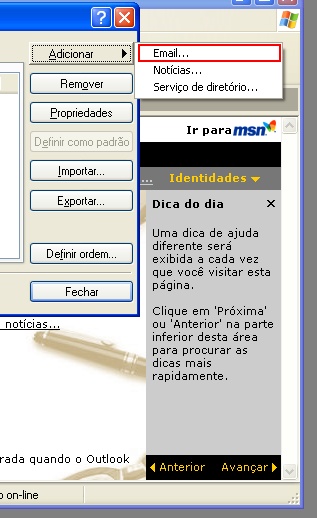 Adicionar
Email...
Notícias...
Serviço de diretório...
Remover
Propriedades
Definir como padrão
Importar...
Exportar...
Definir ordem...
Fechar
Ir para msn
... Identidades
Dica do dia
Uma dica de ajuda
diferente será
exibida a cada vez
que você visitar esta
página.
Clique em 'Próxima'
ou 'Anterior' na parte
inferior desta área
para procurar as
dicas mais
rapidamente.
notícias...
rada quando o Outlook
Anterior Avançar
o on-line